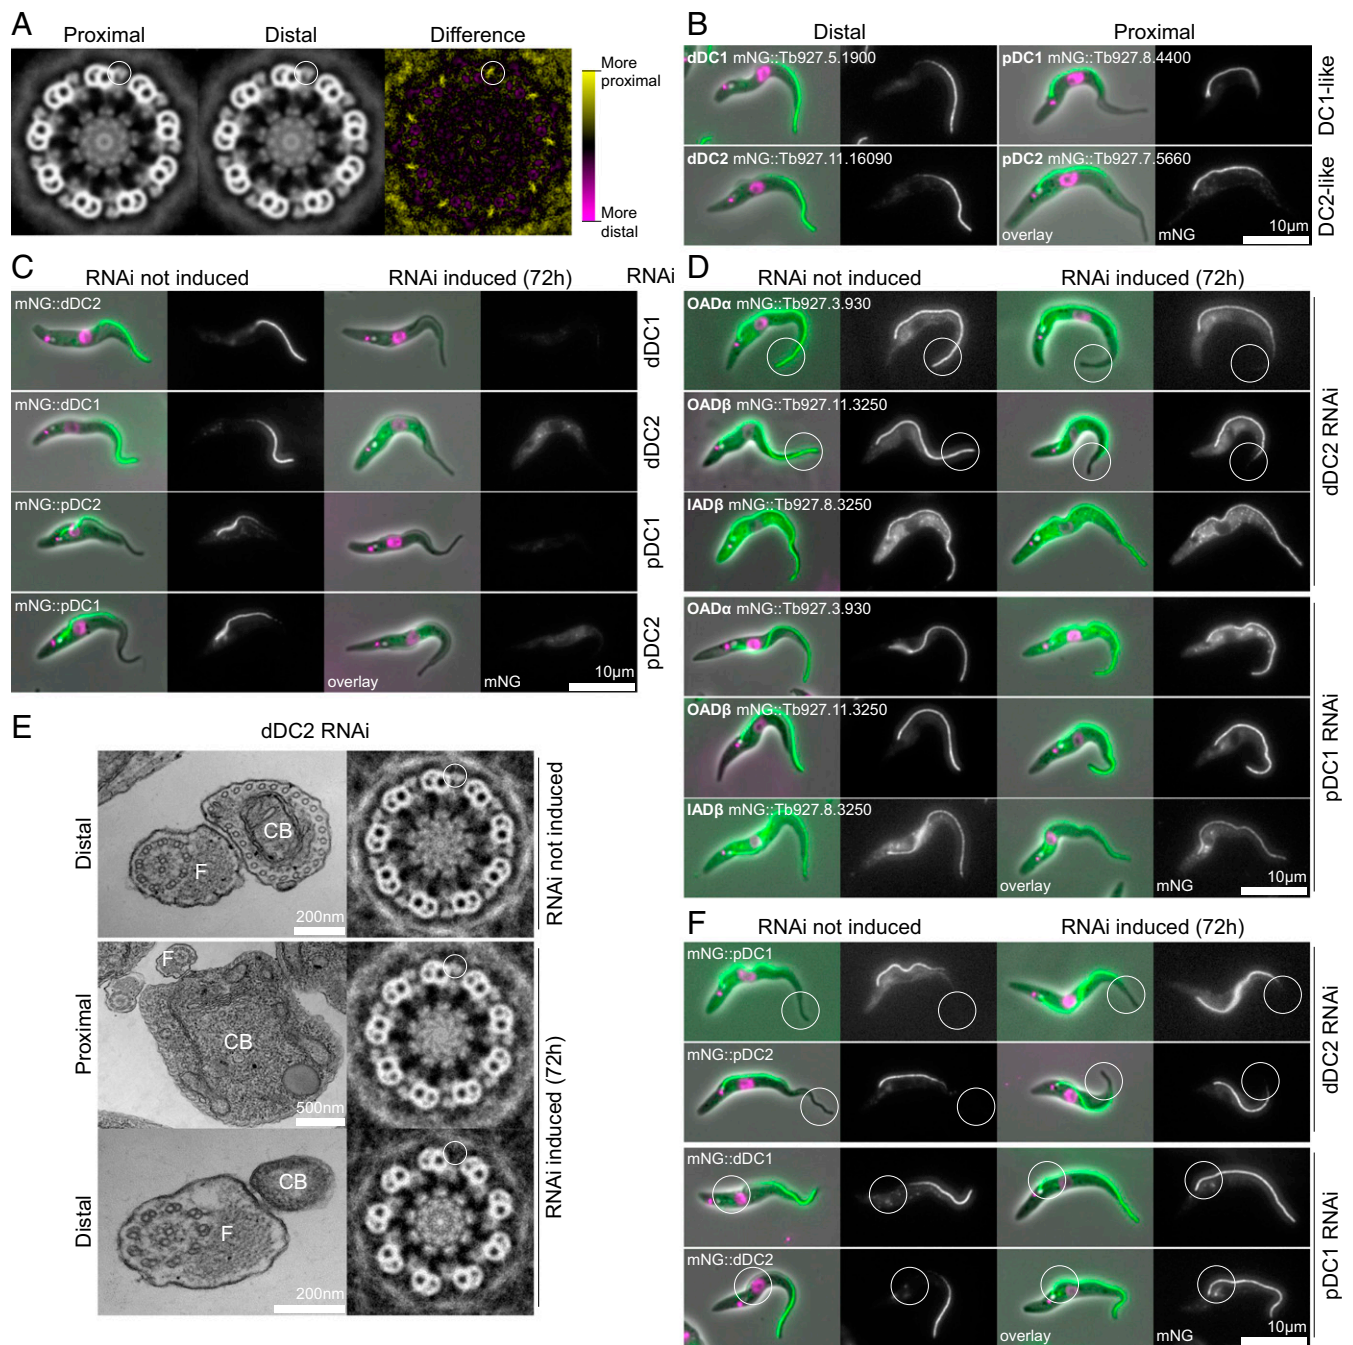 A
Proximal
Distal
Difference
More
proximal
More
distal
B
Distal
Proximal
dDC1 mNG::Tb927.5.1900
pDC1 mNG::Tb927.8.4400
DC1-like
dDC2 mNG::Tb927.11.16090
pDC2 mNG::Tb927.7.5660
DC2-like
overlay
mNG
10µm
C
RNAi not induced
RNAi induced (72h)
RNAi
mNG::dDC2
dDC1
mNG::dDC1
dDC2
mNG::pDC2
pDC1
mNG::pDC1
pDC2
overlay
mNG
10µm
D
RNAi not induced
RNAi induced (72h)
OADα mNG::Tb927.3.930
OADβ mNG::Tb927.11.3250
IADβ mNG::Tb927.8.3250
dDC2 RNAi
OADα mNG::Tb927.3.930
OADβ mNG::Tb927.11.3250
IADβ mNG::Tb927.8.3250
pDC1 RNAi
overlay
mNG
10µm
E
dDC2 RNAi
Distal
CB
F
200nm
RNAi not induced
Proximal
F
CB
500nm
Distal
CB
F
200nm
RNAi induced (72h)
F
RNAi not induced
RNAi induced (72h)
mNG::pDC1
mNG::pDC2
dDC2 RNAi
mNG::dDC1
mNG::dDC2
pDC1 RNAi
overlay
mNG
10µm